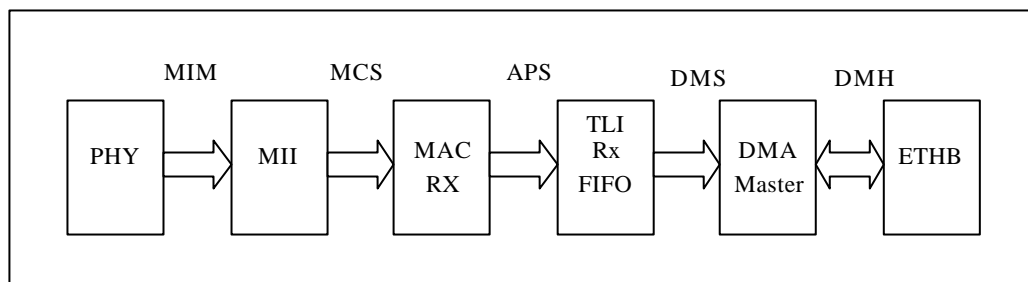 MIM MCS APS DMS DMH
PHY
MII
MAC
RX
TLI
Rx
FIFO
DMA
Master
ETHB